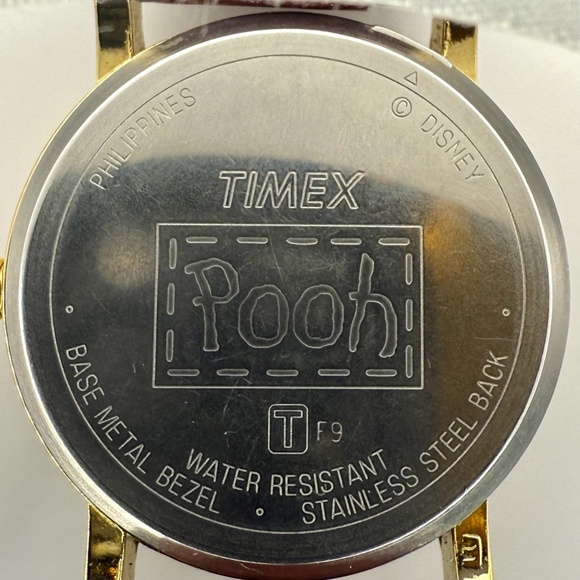 PHILIPPINES
© DISNEY
TIMEX
Pooh
T F9
WATER RESISTANT
BASE METAL BEZEL • STAINLESS STEEL BACK